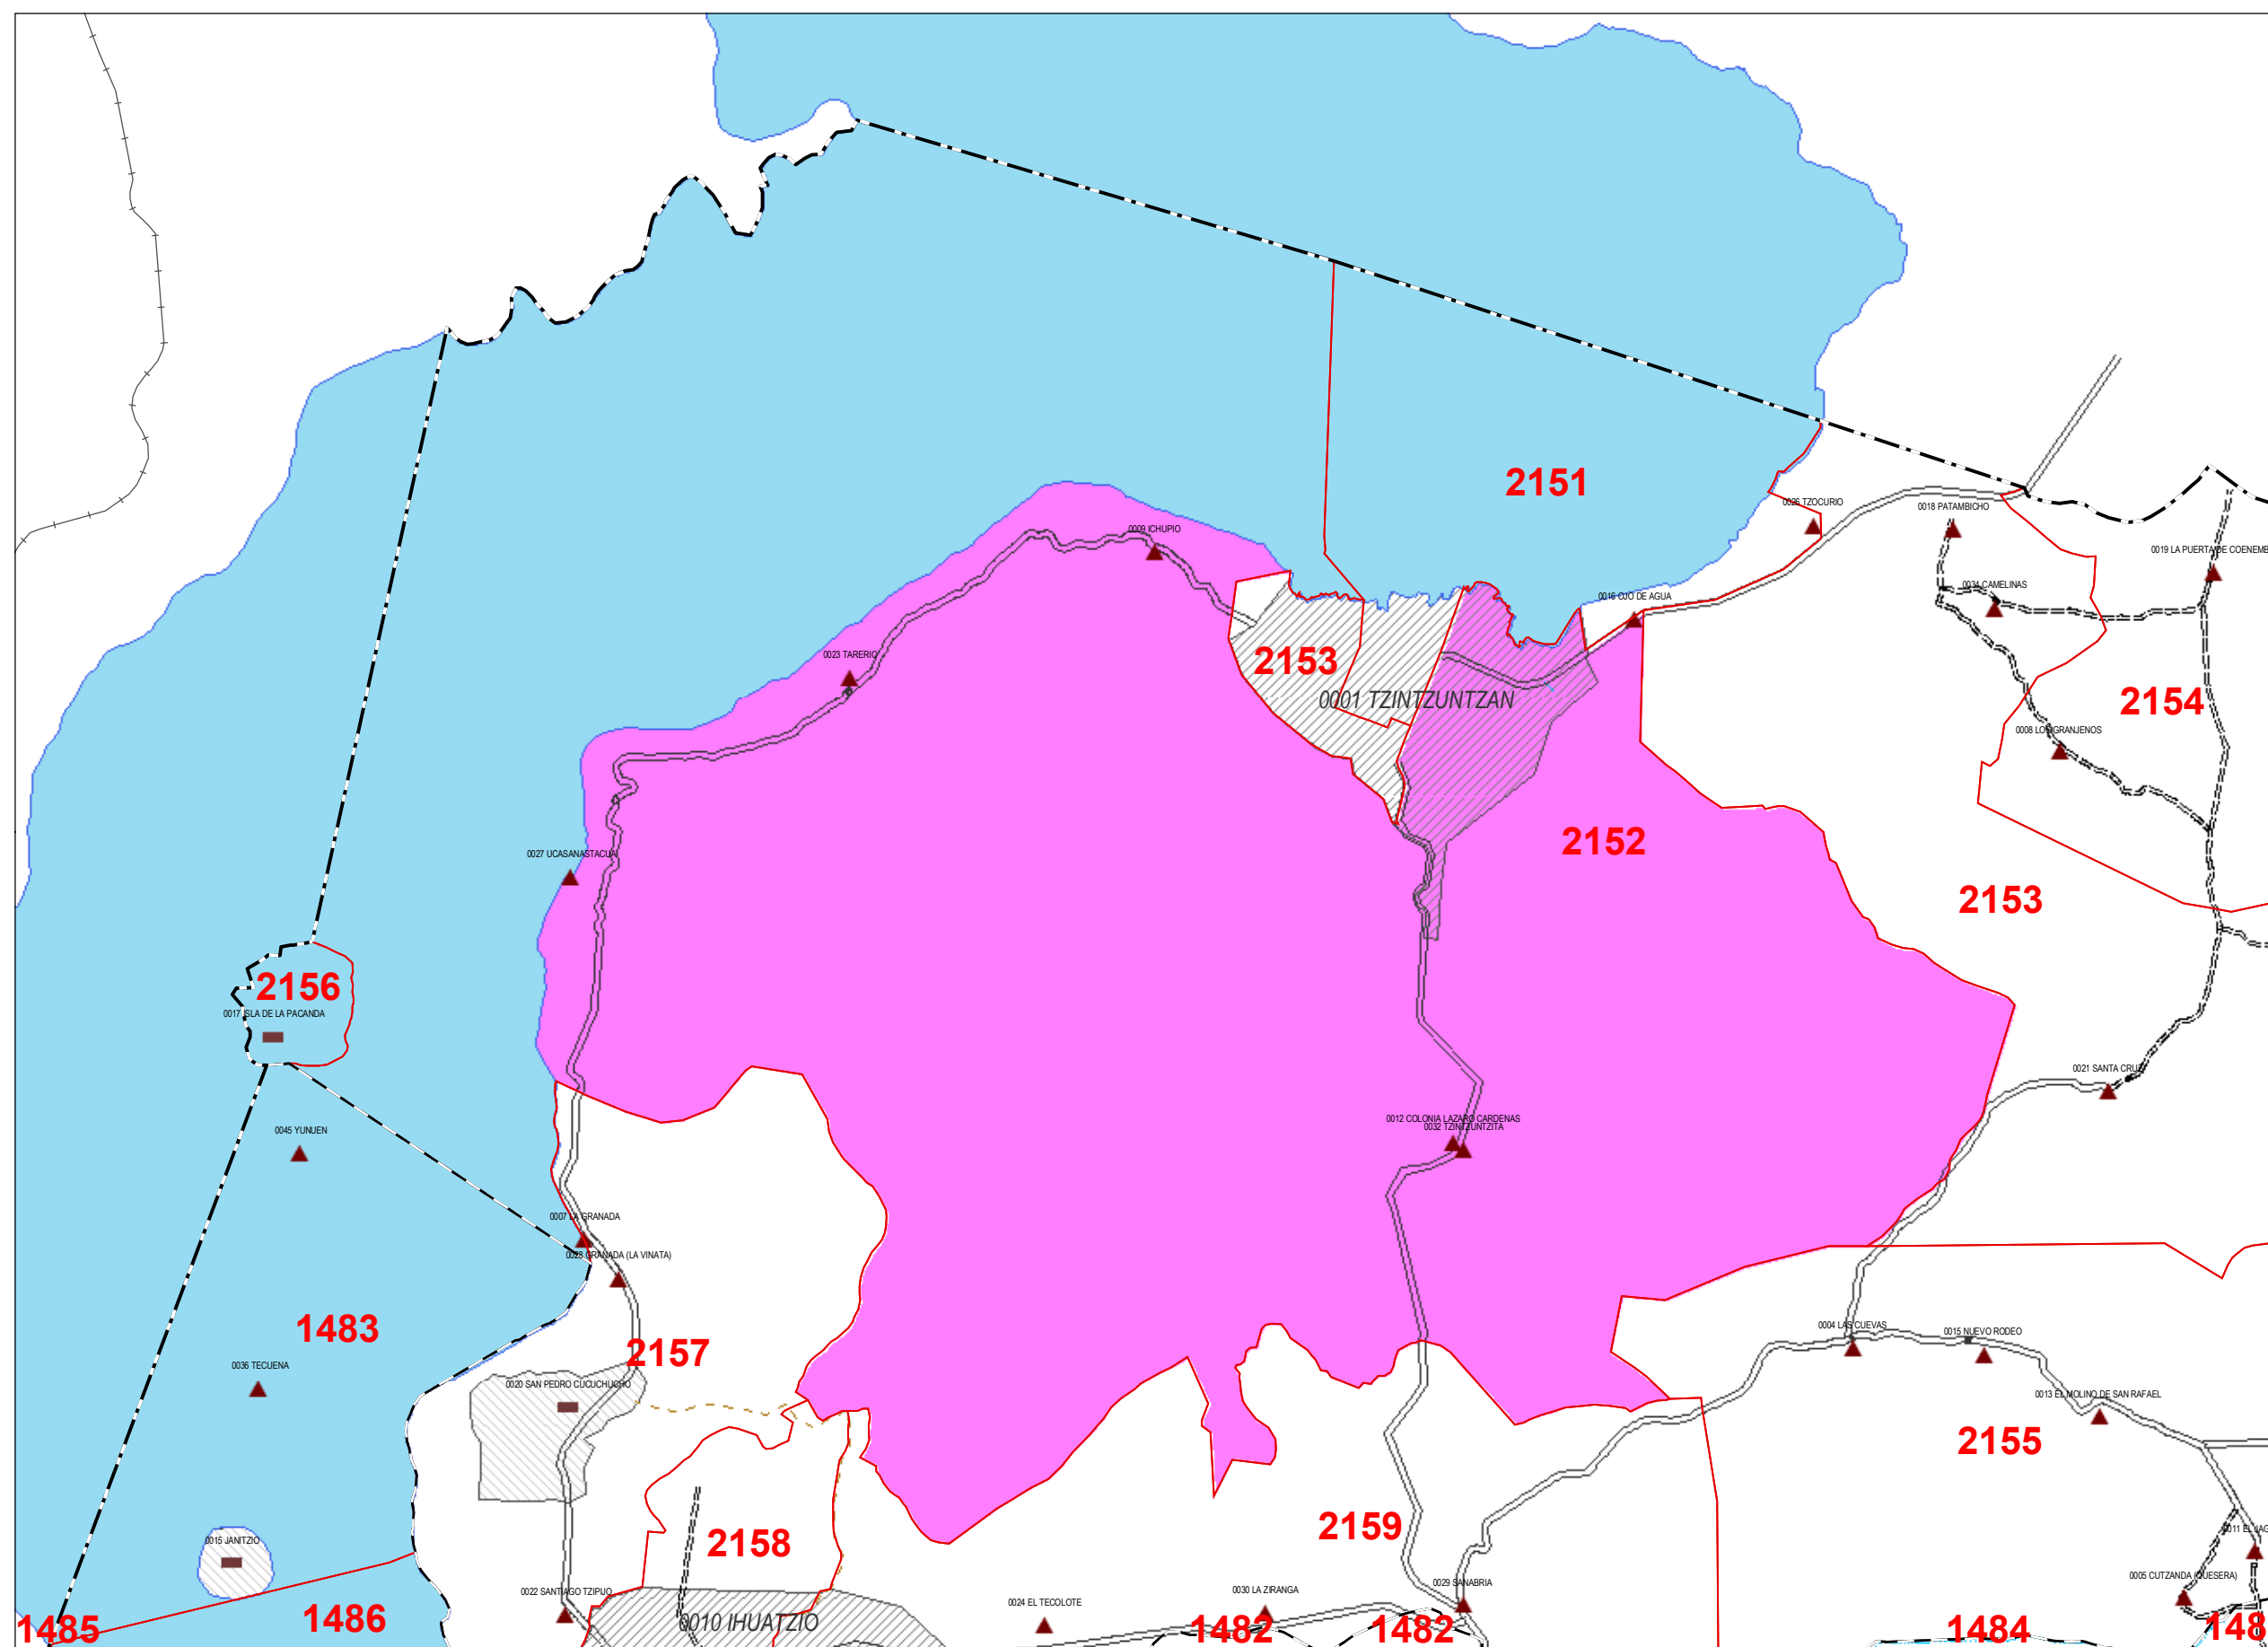 2151
0026 TZOCURIO
0018 PATAMBICHO
0009 ICHUPIO
0019 LA PUERTA DE COENEMB
0034 CAMELINAS
0016 OJO DE AGUA
0023 TARERIO
2153
0001 TZINTZUNTZAN
2154
0008 LOS GRANJENOS
2152
0027 UCASANASTACUA
2153
2156
0017 ISLA DE LA PACANDA
0021 SANTA CRUZ
0012 COLONIA LAZARO CARDENAS
0032 TZINTZUNTZITA
0045 YUNUEN
0007 LA GRANADA
0028 GRANADA (LA VINATA)
1483
0004 LAS CUEVAS
0015 NUEVO RODEO
2157
0036 TECUENA
0020 SAN PEDRO CUCUCHUCHO
0013 EL MOLINO DE SAN RAFAEL
2155
2159
0011 EL JAG
0015 JANITZIO
2158
0005 CUTZANDA (QUESERA)
0022 SANTIAGO TZIPIJO
0030 LA ZIRANGA
0029 SANABRIA
0024 EL TECOLOTE
1485
1486
0010 IHUATZIO
1482
1482
1484
148